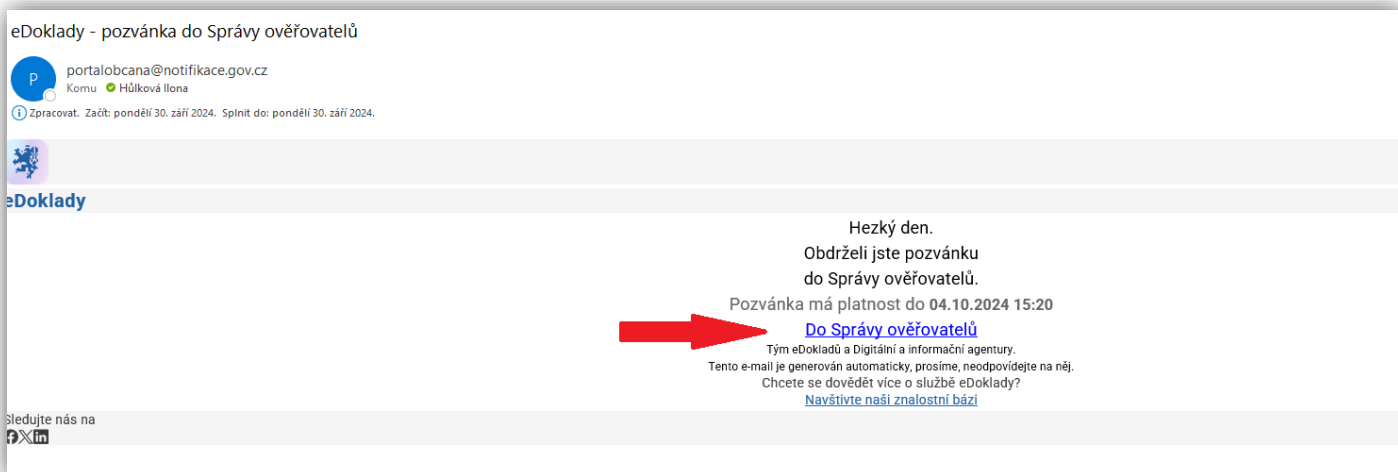 eDoklady - pozvánka do Správy ověřovatelů
P
portalobcana@notifikace.gov.cz
Komu Hůlková Ilona
Zpracovat. Začít: pondělí 30. září 2024. Splnit do: pondělí 30. září 2024.
eDoklady
Hezký den.
Obdrželi jste pozvánku
do Správy ověřovatelů.
Pozvánka má platnost do 04.10.2024 15:20
Do Správy ověřovatelů
Tým eDokladů a Digitální a informační agentury.
Tento e-mail je generován automaticky, prosíme, neodpovídejte na něj.
Chcete se dovědět více o službě eDoklady?
Navštivte naši znalostní bázi
Sledujte nás na